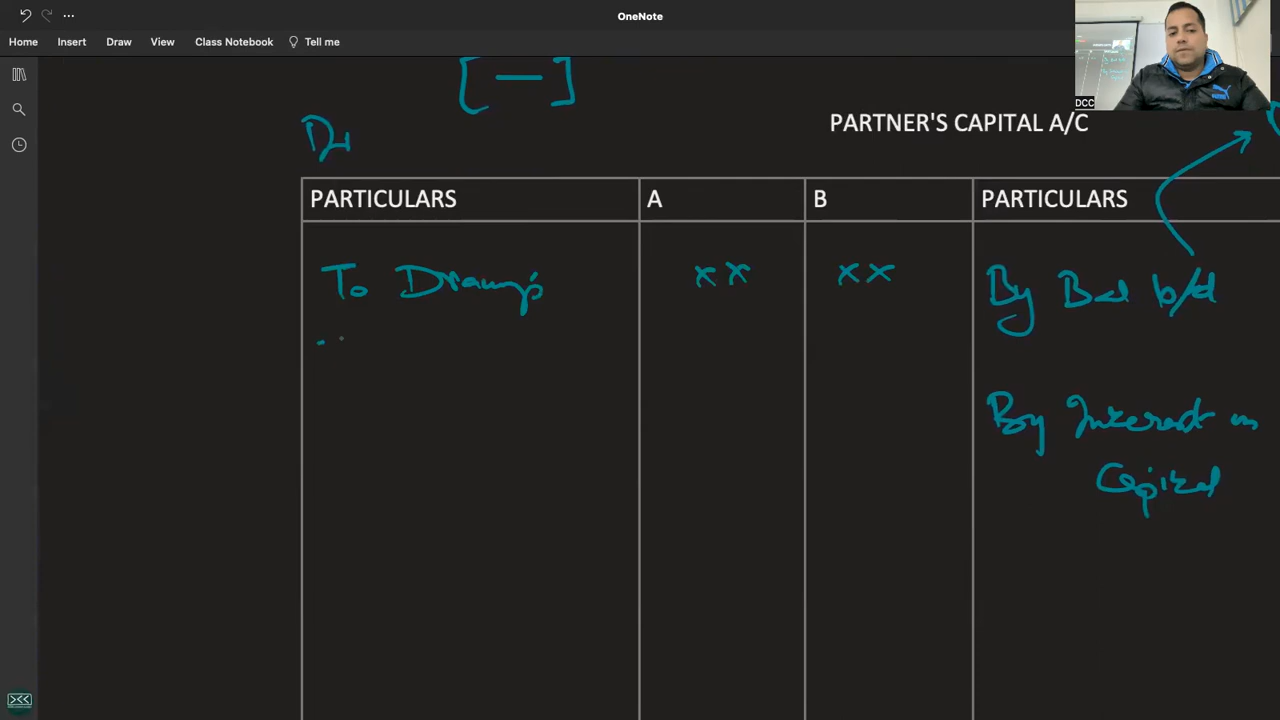 OneNote
Home Insert Draw View Class Notebook Tell me
DCC
[—]
Dr
PARTNER'S CAPITAL A/C
PARTICULARS A B PARTICULARS
To Drawings xx xx By Bal b/d
By Interest on
Capital